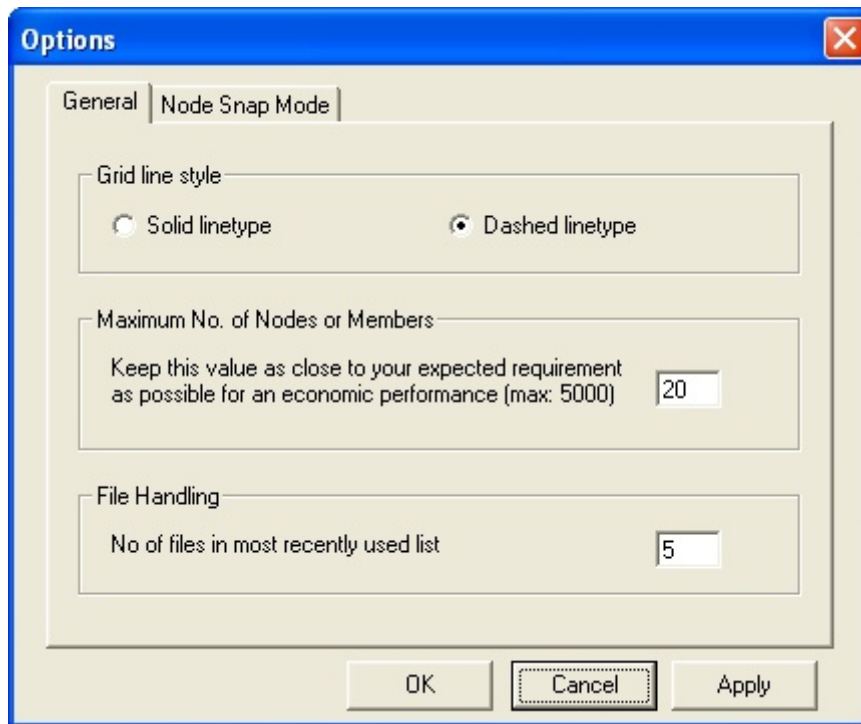 Options
General
Node Snap Mode
Grid line style
Solid linetype
Dashed linetype
Maximum No. of Nodes or Members
Keep this value as close to your expected requirement
as possible for an economic performance (max: 5000)
20
File Handling
No of files in most recently used list
5
OK
Cancel
Apply